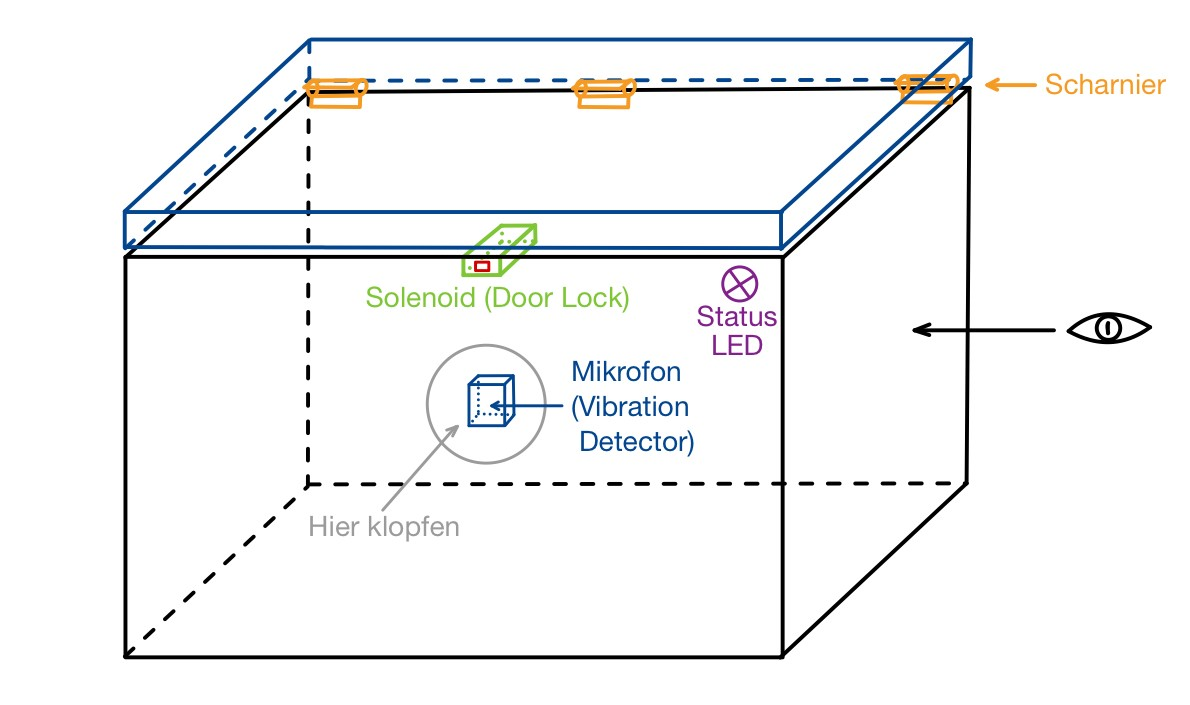 Scharnier
Solenoid (Door Lock)
Status
LED
Mikrofon
(Vibration
Detector)
Hier klopfen